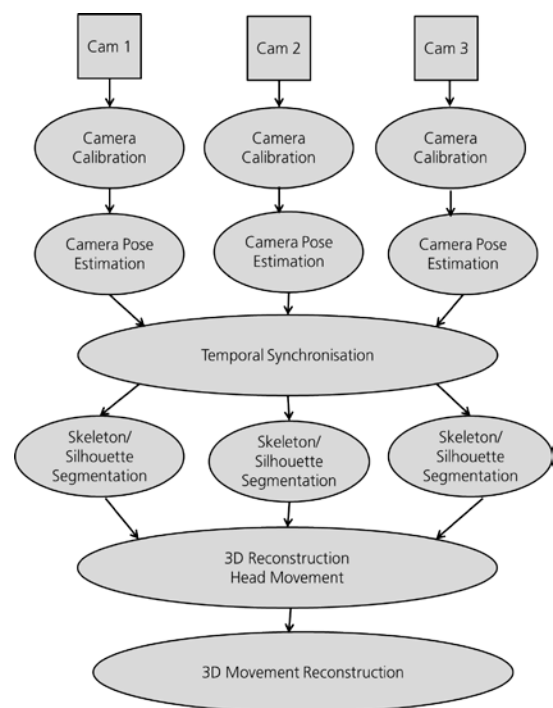 Cam 1
Cam 2
Cam 3
Camera
Calibration
Camera
Calibration
Camera
Calibration
Camera Pose
Estimation
Camera Pose
Estimation
Camera Pose
Estimation
Temporal Synchronisation
Skeleton/
Silhouette
Segmentation
Skeleton/
Silhouette
Segmentation
Skeleton/
Silhouette
Segmentation
3D Reconstruction
Head Movement
3D Movement Reconstruction